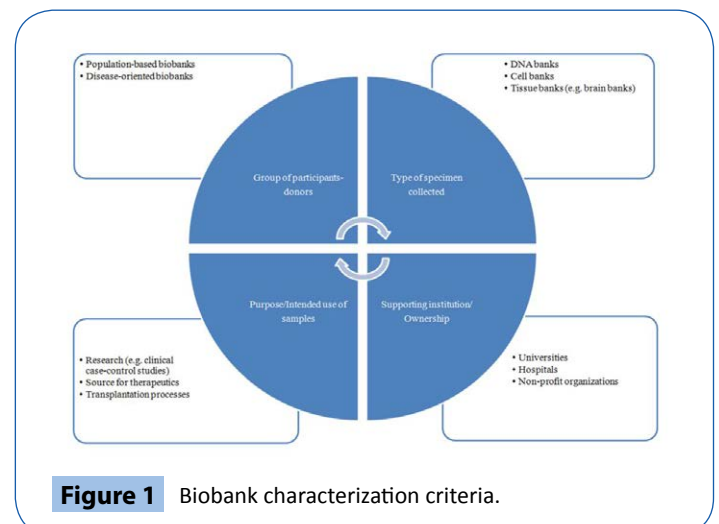 • Population-based biobanks
• Disease-oriented biobanks
• DNA banks
• Cell banks
• Tissue banks (e.g. brain banks)
Group of participants-
donors
Type of specimen
collected
Purpose/Intended use of
samples
Supporting institution/
Ownership
• Research (e.g. clinical
case-control studies)
• Source for therapeutics
• Transplantation processes
• Universities
• Hospitals
• Non-profit organizations
Figure 1 Biobank characterization criteria.